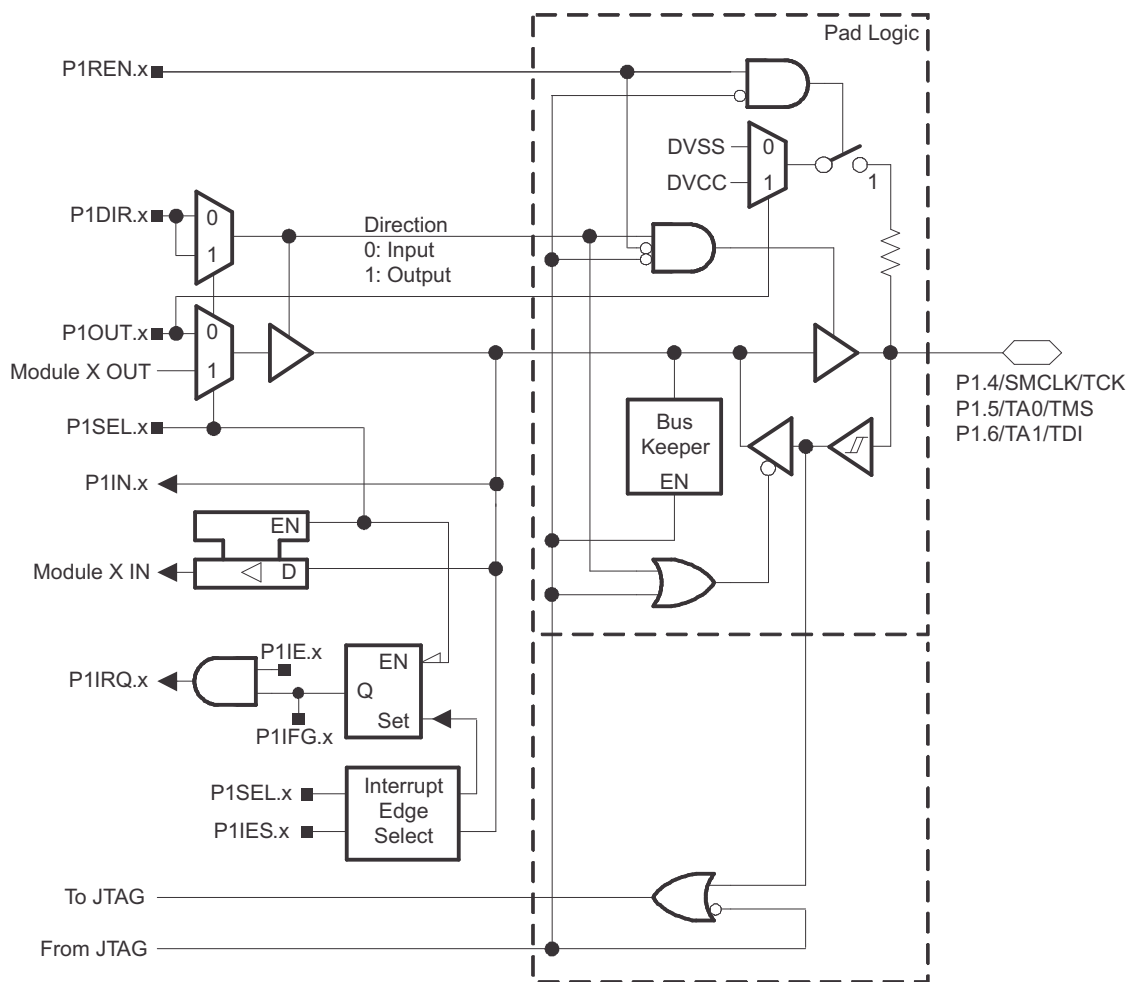 Pad Logic
P1REN.x
DVSS
0
DVCC
1
1
P1DIR.x
0
1
Direction
0: Input
1: Output
P1OUT.x
0
Module X OUT
1
P1.4/SMCLK/TCK
P1.5/TA0/TMS
P1.6/TA1/TDI
P1SEL.x
Bus
Keeper
EN
P1IN.x
EN
Module X IN
D
P1IE.x
P1IRQ.x
EN
Q
Set
P1IFG.x
P1SEL.x
P1IES.x
Interrupt
Edge
Select
To JTAG
From JTAG